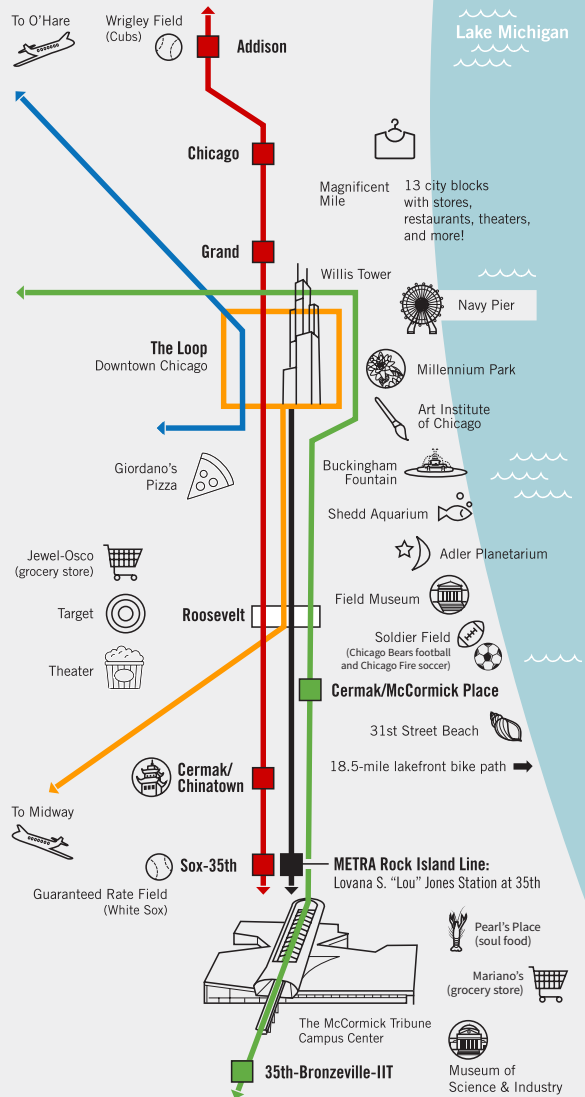 To O’Hare
Wrigley Field
(Cubs)
Addison
Lake Michigan
Chicago
Magnificent
Mile
13 city blocks
with stores,
restaurants, theaters,
and more!
Grand
Willis Tower
Navy Pier
The Loop
Downtown Chicago
Millennium Park
Art Institute
of Chicago
Giordano’s
Pizza
Buckingham
Fountain
Shedd Aquarium
Jewel-Osco
(grocery store)
Adler Planetarium
Target
Roosevelt
Field Museum
Soldier Field
(Chicago Bears football
and Chicago Fire soccer)
Theater
Cermak/McCormick Place
31st Street Beach
18.5-mile lakefront bike path
Cermak/
Chinatown
To Midway
Sox-35th
METRA Rock Island Line:
Lovana S. “Lou” Jones Station at 35th
Guaranteed Rate Field
(White Sox)
Pearl’s Place
(soul food)
Mariano’s
(grocery store)
The McCormick Tribune
Campus Center
35th-Bronzeville-IIT
Museum of
Science & Industry